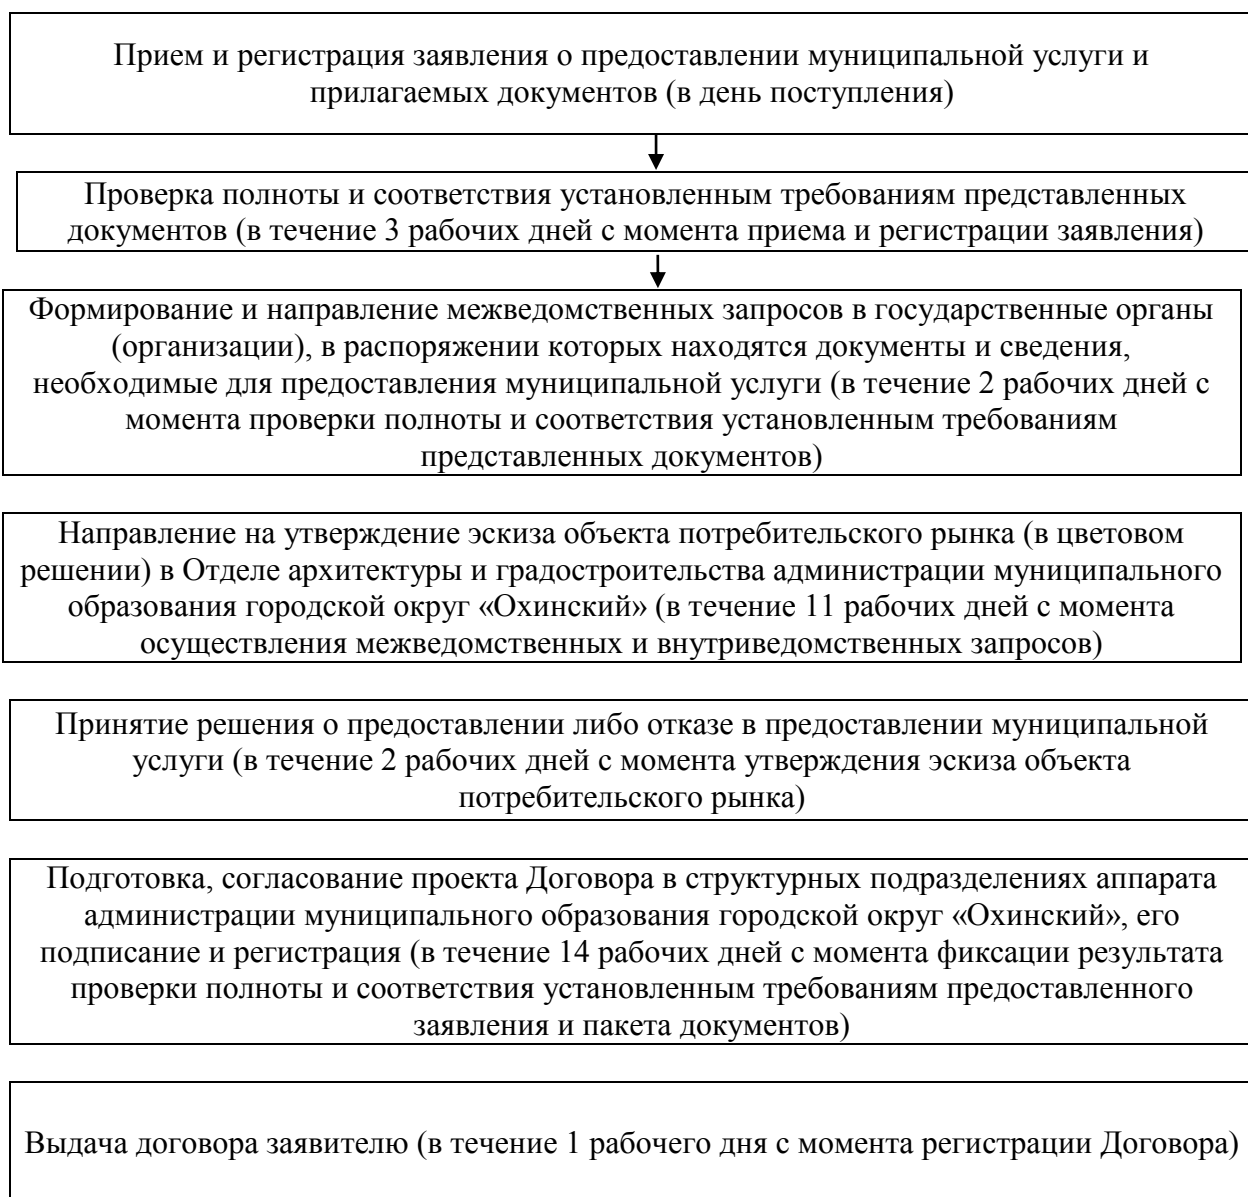 Прием и регистрация заявления о предоставлении муниципальной услуги и
прилагаемых документов (в день поступления)
Проверка полноты и соответствия установленным требованиям представленных
документов (в течение 3 рабочих дней с момента приема и регистрации заявления)
Формирование и направление межведомственных запросов в государственные органы
(организации), в распоряжении которых находятся документы и сведения,
необходимые для предоставления муниципальной услуги (в течение 2 рабочих дней с
момента проверки полноты и соответствия установленным требованиям
представленных документов)
Направление на утверждение эскиза объекта потребительского рынка (в цветовом
решении) в Отделе архитектуры и градостроительства администрации муниципального
образования городской округ «Охинский» (в течение 11 рабочих дней с момента
осуществления межведомственных и внутриведомственных запросов)
Принятие решения о предоставлении либо отказе в предоставлении муниципальной
услуги (в течение 2 рабочих дней с момента утверждения эскиза объекта
потребительского рынка)
Подготовка, согласование проекта Договора в структурных подразделениях аппарата
администрации муниципального образования городской округ «Охинский», его
подписание и регистрация (в течение 14 рабочих дней с момента фиксации результата
проверки полноты и соответствия установленным требованиям предоставленного
заявления и пакета документов)
Выдача договора заявителю (в течение 1 рабочего дня с момента регистрации Договора)